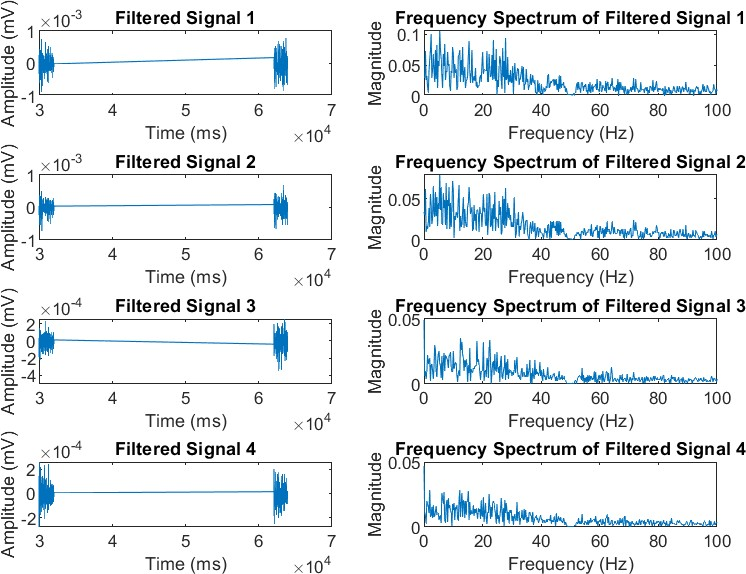 Filtered Signal 1
×10⁻³
Amplitude (mV)
1
0
-1
3 4 5 6 7
Time (ms)
×10⁴
Frequency Spectrum of Filtered Signal 1
Magnitude
0.1
0.05
0
0 20 40 60 80 100
Frequency (Hz)
Filtered Signal 2
×10⁻³
Amplitude (mV)
1
0
-1
3 4 5 6 7
Time (ms)
×10⁴
Frequency Spectrum of Filtered Signal 2
Magnitude
0.05
0
0 20 40 60 80 100
Frequency (Hz)
Filtered Signal 3
×10⁻⁴
Amplitude (mV)
2
0
-2
-4
3 4 5 6 7
Time (ms)
×10⁴
Frequency Spectrum of Filtered Signal 3
Magnitude
0.05
0
0 20 40 60 80 100
Frequency (Hz)
Filtered Signal 4
×10⁻⁴
Amplitude (mV)
2
0
-2
3 4 5 6 7
Time (ms)
×10⁴
Frequency Spectrum of Filtered Signal 4
Magnitude
0.05
0
0 20 40 60 80 100
Frequency (Hz)